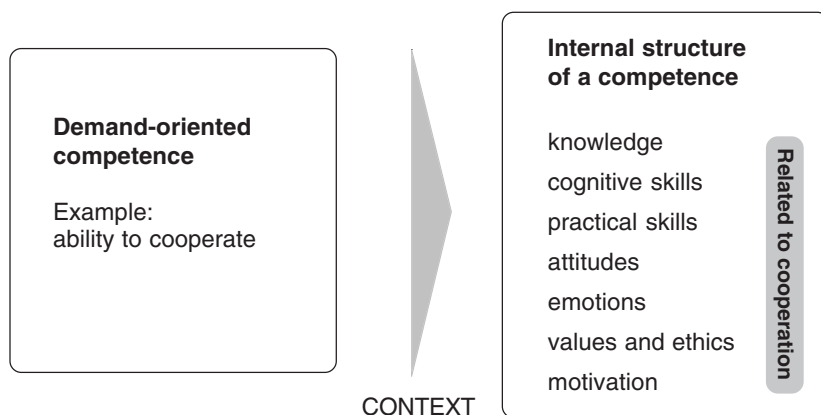 Demand-oriented
competence
Example:
ability to cooperate
CONTEXT
Internal structure
of a competence
knowledge
cognitive skills
practical skills
attitudes
emotions
values and ethics
motivation
Related to cooperation